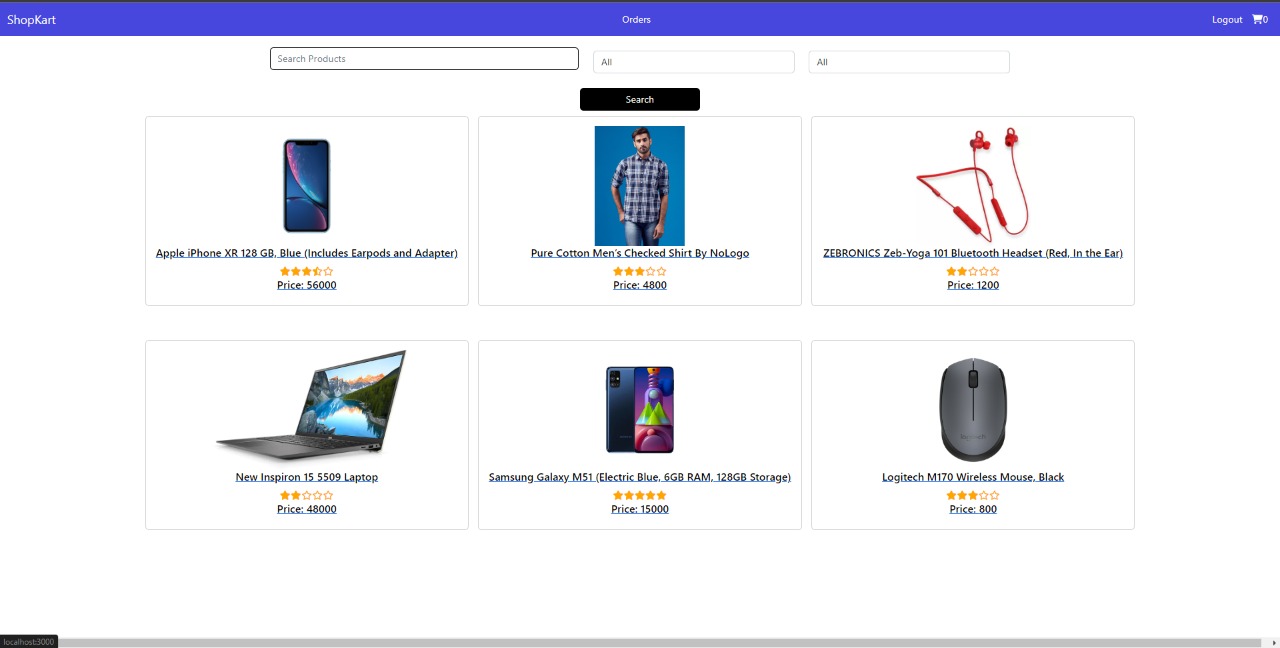 ShopKart
Orders
Logout 0
Search Products
All
All
Search
Apple iPhone XR 128 GB, Blue (Includes Earpods and Adapter)
Price: 56000
Pure Cotton Men's Checked Shirt By NoLogo
Price: 4800
ZEBRONICS Zeb-Yoga 101 Bluetooth Headset (Red, In the Ear)
Price: 1200
New Inspiron 15 5509 Laptop
Price: 48000
Samsung Galaxy M51 (Electric Blue, 6GB RAM, 128GB Storage)
Price: 15000
Logitech M170 Wireless Mouse, Black
Price: 800
localhost:3000